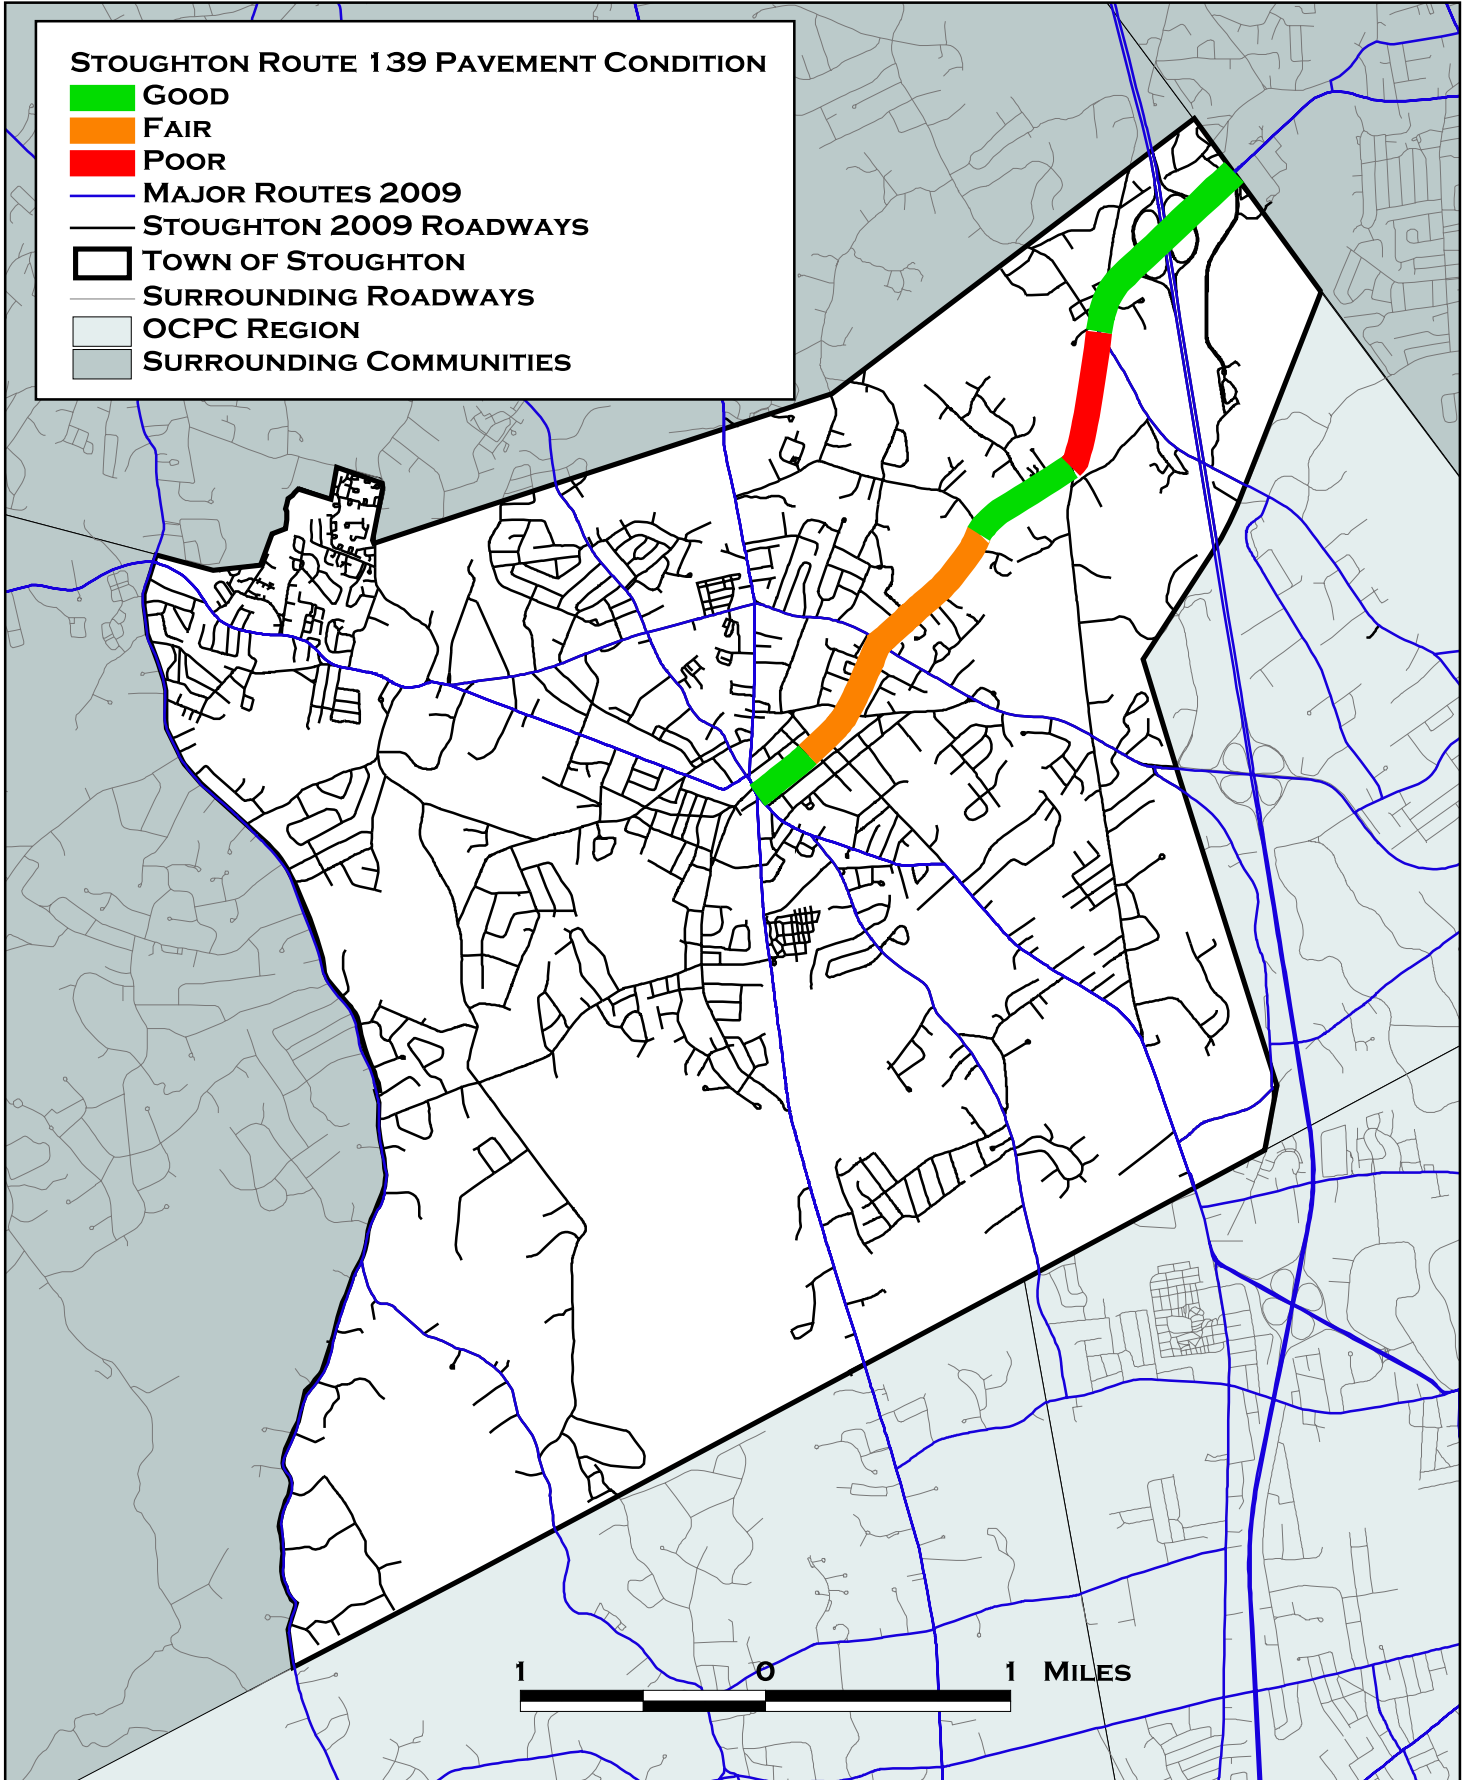 STOUGHTON ROUTE 139 PAVEMENT CONDITION
GOOD
FAIR
POOR
MAJOR ROUTES 2009
STOUGHTON 2009 ROADWAYS
TOWN OF STOUGHTON
SURROUNDING ROADWAYS
OCPC REGION
SURROUNDING COMMUNITIES
1 0 1 MILES